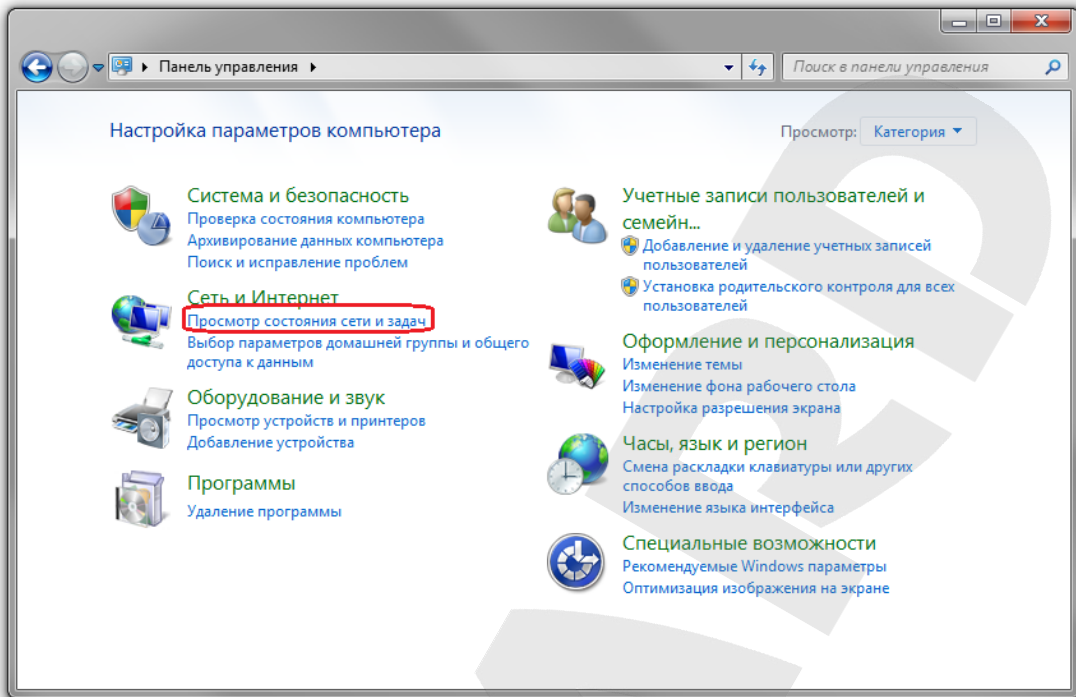 Панель управления
Поиск в панели управления
Настройка параметров компьютера
Просмотр: Категория
Система и безопасность
Проверка состояния компьютера
Архивирование данных компьютера
Поиск и исправление проблем
Сеть и Интернет
Просмотр состояния сети и задач
Выбор параметров домашней группы и общего
доступа к данным
Оборудование и звук
Просмотр устройств и принтеров
Добавление устройства
Программы
Удаление программы
Учетные записи пользователей и
семейн...
Добавление и удаление учетных записей
пользователей
Установка родительского контроля для всех
пользователей
Оформление и персонализация
Изменение темы
Изменение фона рабочего стола
Настройка разрешения экрана
Часы, язык и регион
Смена раскладки клавиатуры или других
способов ввода
Изменение языка интерфейса
Специальные возможности
Рекомендуемые Windows параметры
Оптимизация изображения на экране